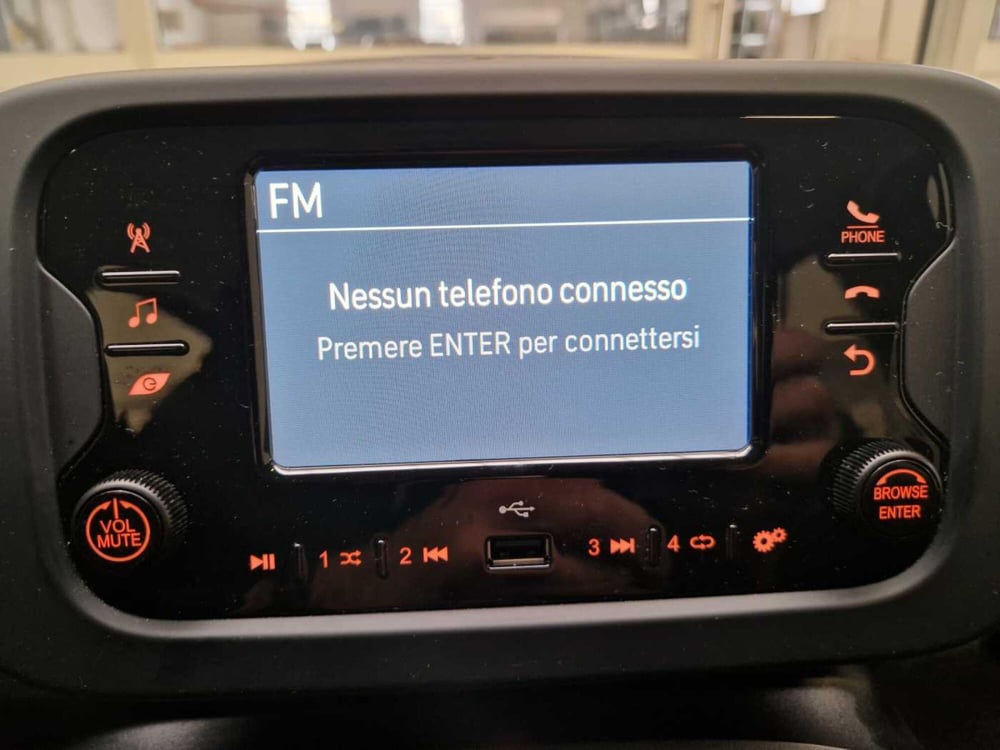 FM
Nessun telefono connesso
Premere ENTER per connettersi
PHONE
VOL
MUTE
BROWSE
ENTER
1
2
3
4